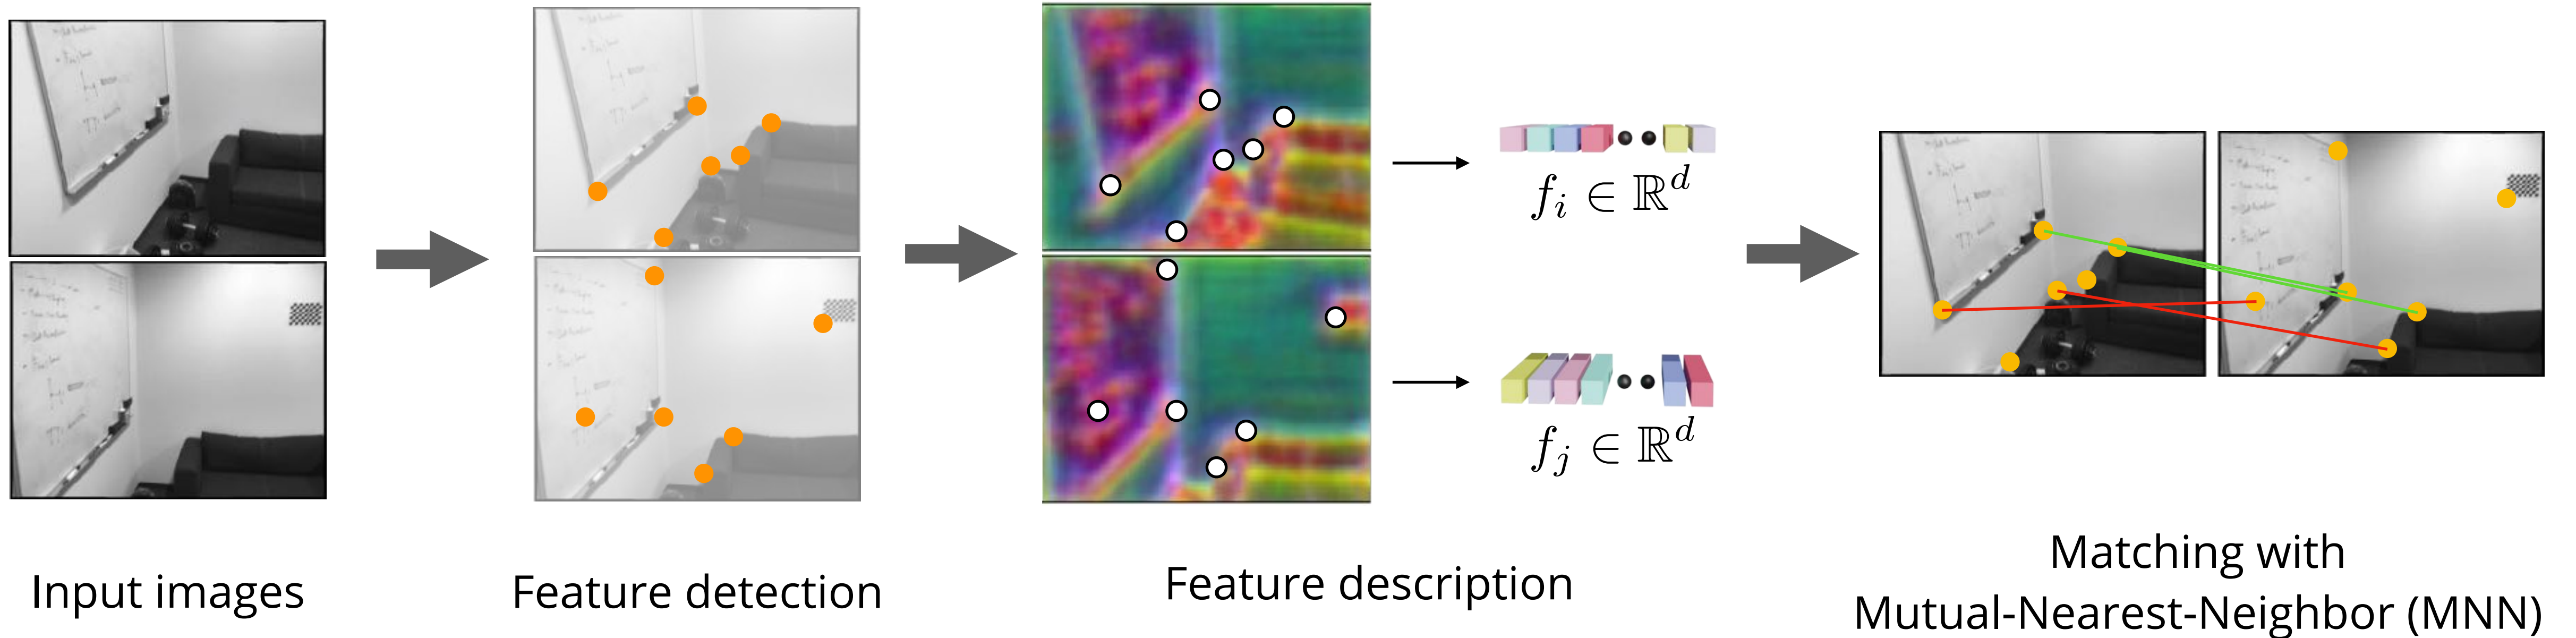 f_i ∈ ℝ^d
f_j ∈ ℝ^d
Input images
Feature detection
Feature description
Matching with
Mutual-Nearest-Neighbor (MNN)